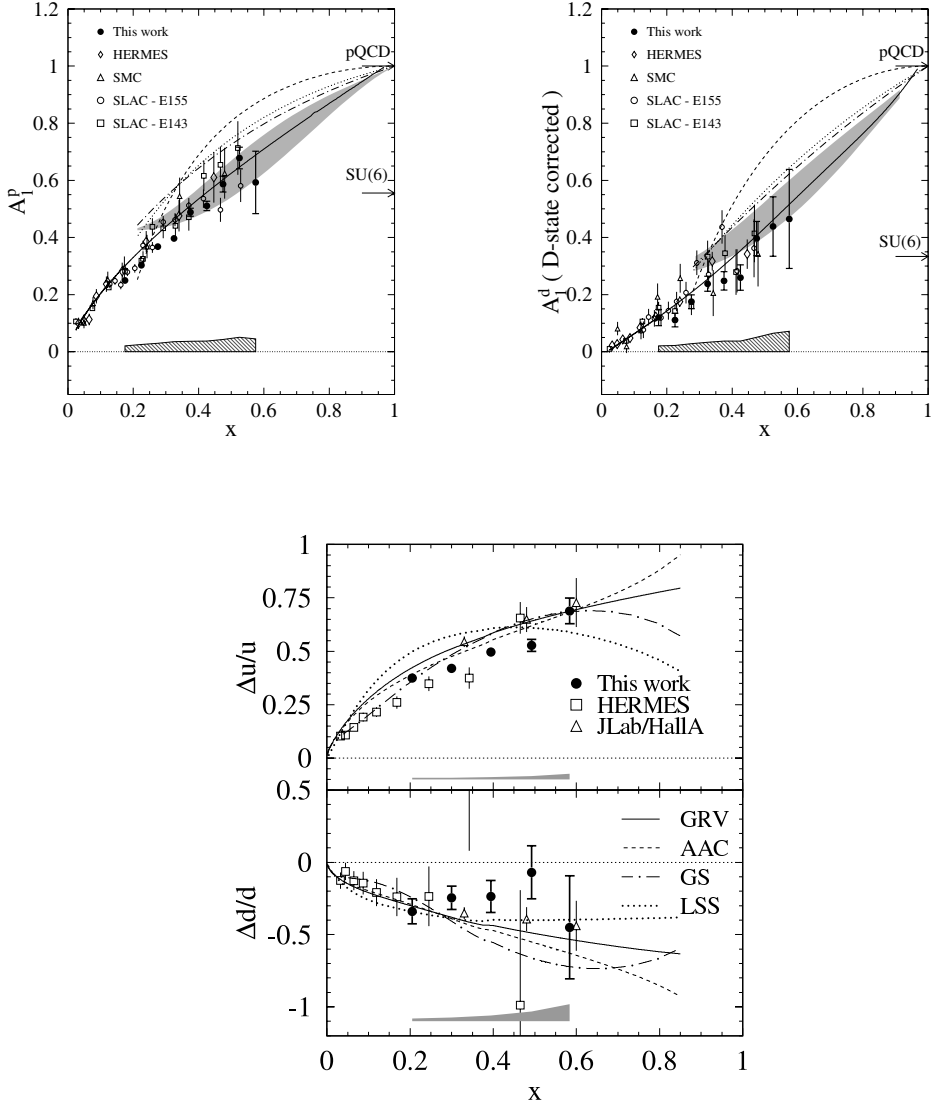 1.2
1
0.8
0.6
0.4
0.2
0
A₁ᵖ
This work
HERMES
SMC
SLAC - E155
SLAC - E143
pQCD
SU(6)
0 0.2 0.4 0.6 0.8 1
x
1.2
1
0.8
0.6
0.4
0.2
0
A₁ᵈ ( D-state corrected)
This work
HERMES
SMC
SLAC - E155
SLAC - E143
pQCD
SU(6)
0 0.2 0.4 0.6 0.8 1
x
1
0.75
0.5
0.25
0
Δu/u
This work
HERMES
JLab/HallA
0.5
0
-0.5
-1
Δd/d
GRV
AAC
GS
LSS
0 0.2 0.4 0.6 0.8 1
x